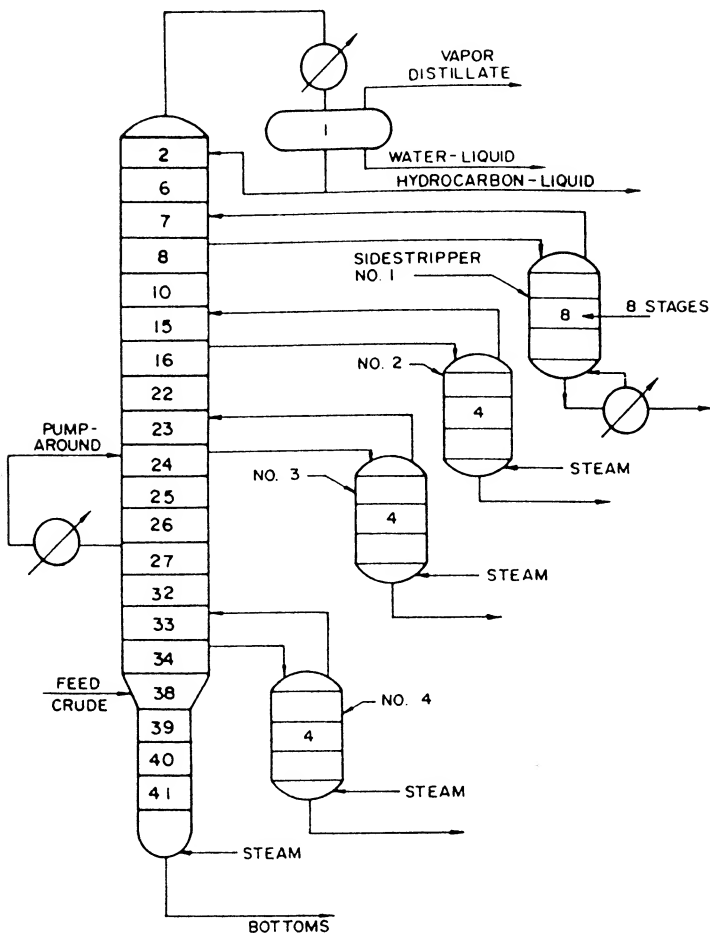 VAPOR
DISTILLATE
1
WATER-LIQUID
HYDROCARBON-LIQUID
2
6
7
8
10
15
16
22
23
24
25
26
27
32
33
34
38
39
40
41
SIDESTRIPPER
NO. 1
8
8 STAGES
NO. 2
4
STEAM
PUMP-
AROUND
NO. 3
4
STEAM
FEED
CRUDE
NO. 4
4
STEAM
STEAM
BOTTOMS